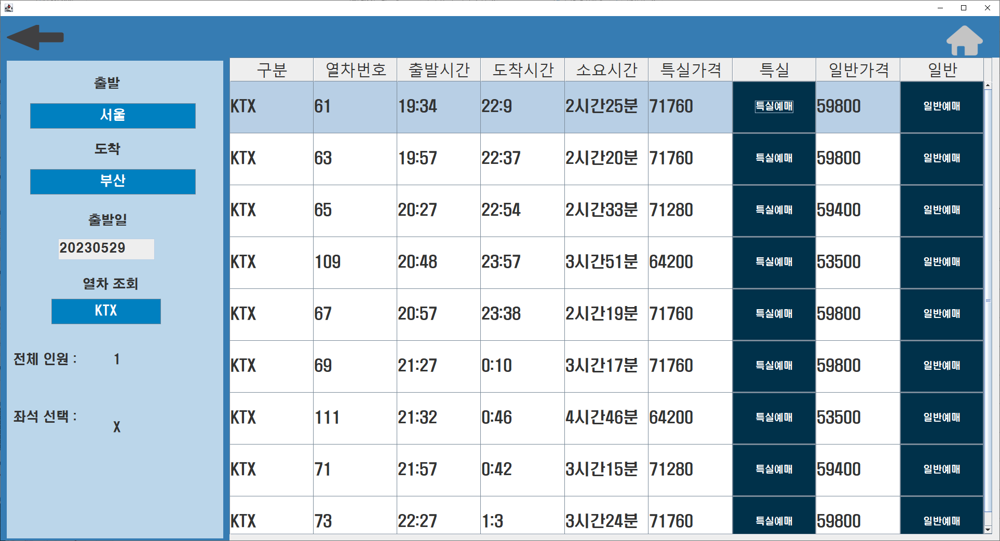 출발
서울
도착
부산
출발일
20230529
열차 조회
KTX
전체 인원 : 1
좌석 선택 :
X
구분 열차번호 출발시간 도착시간 소요시간 특실가격 특실 일반가격 일반
KTX 61 19:34 22:9 2시간25분 71760 특실예매 59800 일반예매
KTX 63 19:57 22:37 2시간20분 71760 특실예매 59800 일반예매
KTX 65 20:27 22:54 2시간33분 71280 특실예매 59400 일반예매
KTX 109 20:48 23:57 3시간51분 64200 특실예매 53500 일반예매
KTX 67 20:57 23:38 2시간19분 71760 특실예매 59800 일반예매
KTX 69 21:27 0:10 3시간17분 71760 특실예매 59800 일반예매
KTX 111 21:32 0:46 4시간46분 64200 특실예매 53500 일반예매
KTX 71 21:57 0:42 3시간15분 71280 특실예매 59400 일반예매
KTX 73 22:27 1:3 3시간24분 71760 특실예매 59800 일반예매